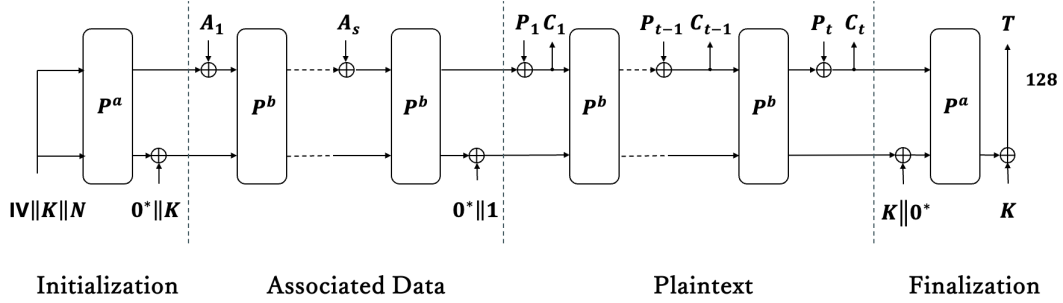 A₁ Aₛ P₁ C₁ Pₜ₋₁ Cₜ₋₁ Pₜ Cₜ T
128
Pᵃ Pᵇ Pᵇ Pᵇ Pᵇ Pᵃ
IV∥K∥N 0*∥K 0*∥1 K∥0* K
Initialization Associated Data Plaintext Finalization